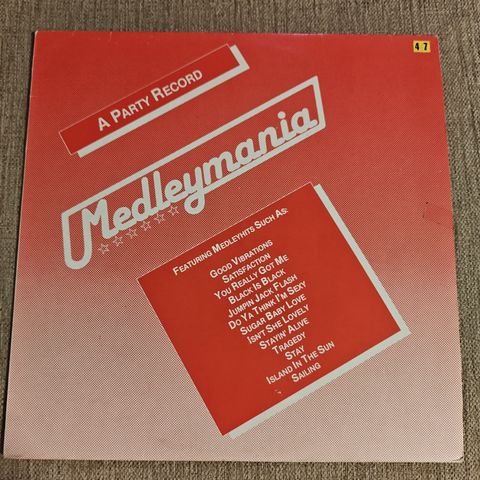 47
A PARTY RECORD
Medleymania
FEATURING MEDLEYHITS SUCH AS:
GOOD VIBRATIONS
SATISFACTION
YOU REALLY GOT ME
BLACK IS BLACK
JUMPIN JACK FLASH
DO YA THINK I'M SEXY
SUGAR BABY LOVE
ISN'T SHE LOVELY
STAYIN' ALIVE
TRAGEDY
STAY
ISLAND IN THE SUN
SAILING